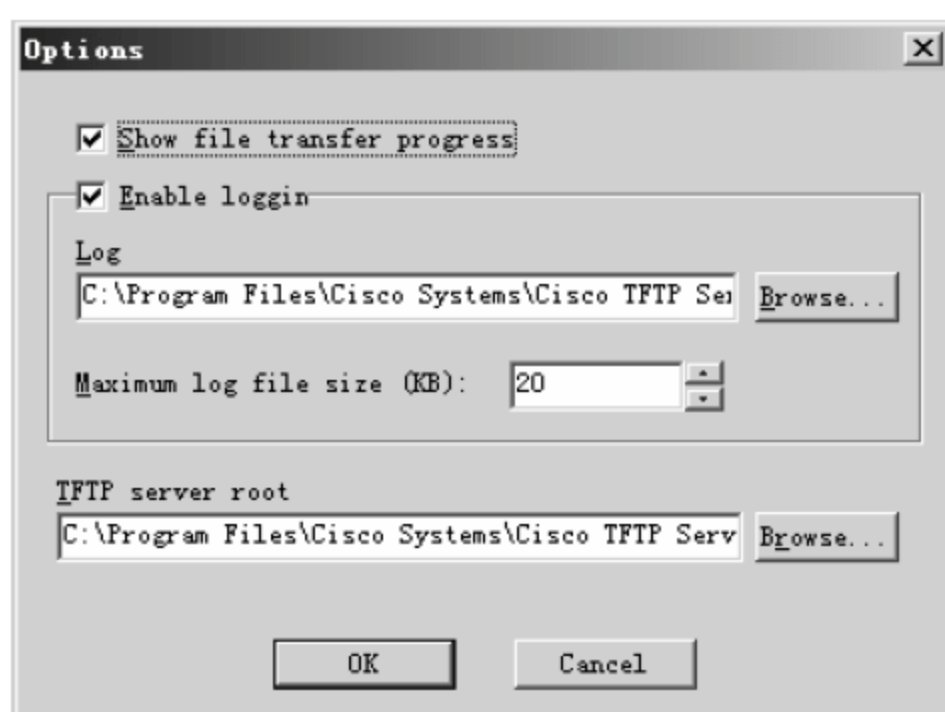 Options
Show file transfer progress
Enable loggin
Log
C:\Program Files\Cisco Systems\Cisco TFTP Ser Browse...
Maximum log file size (KB): 20
TFTP server root
C:\Program Files\Cisco Systems\Cisco TFTP Serv Browse...
OK Cancel